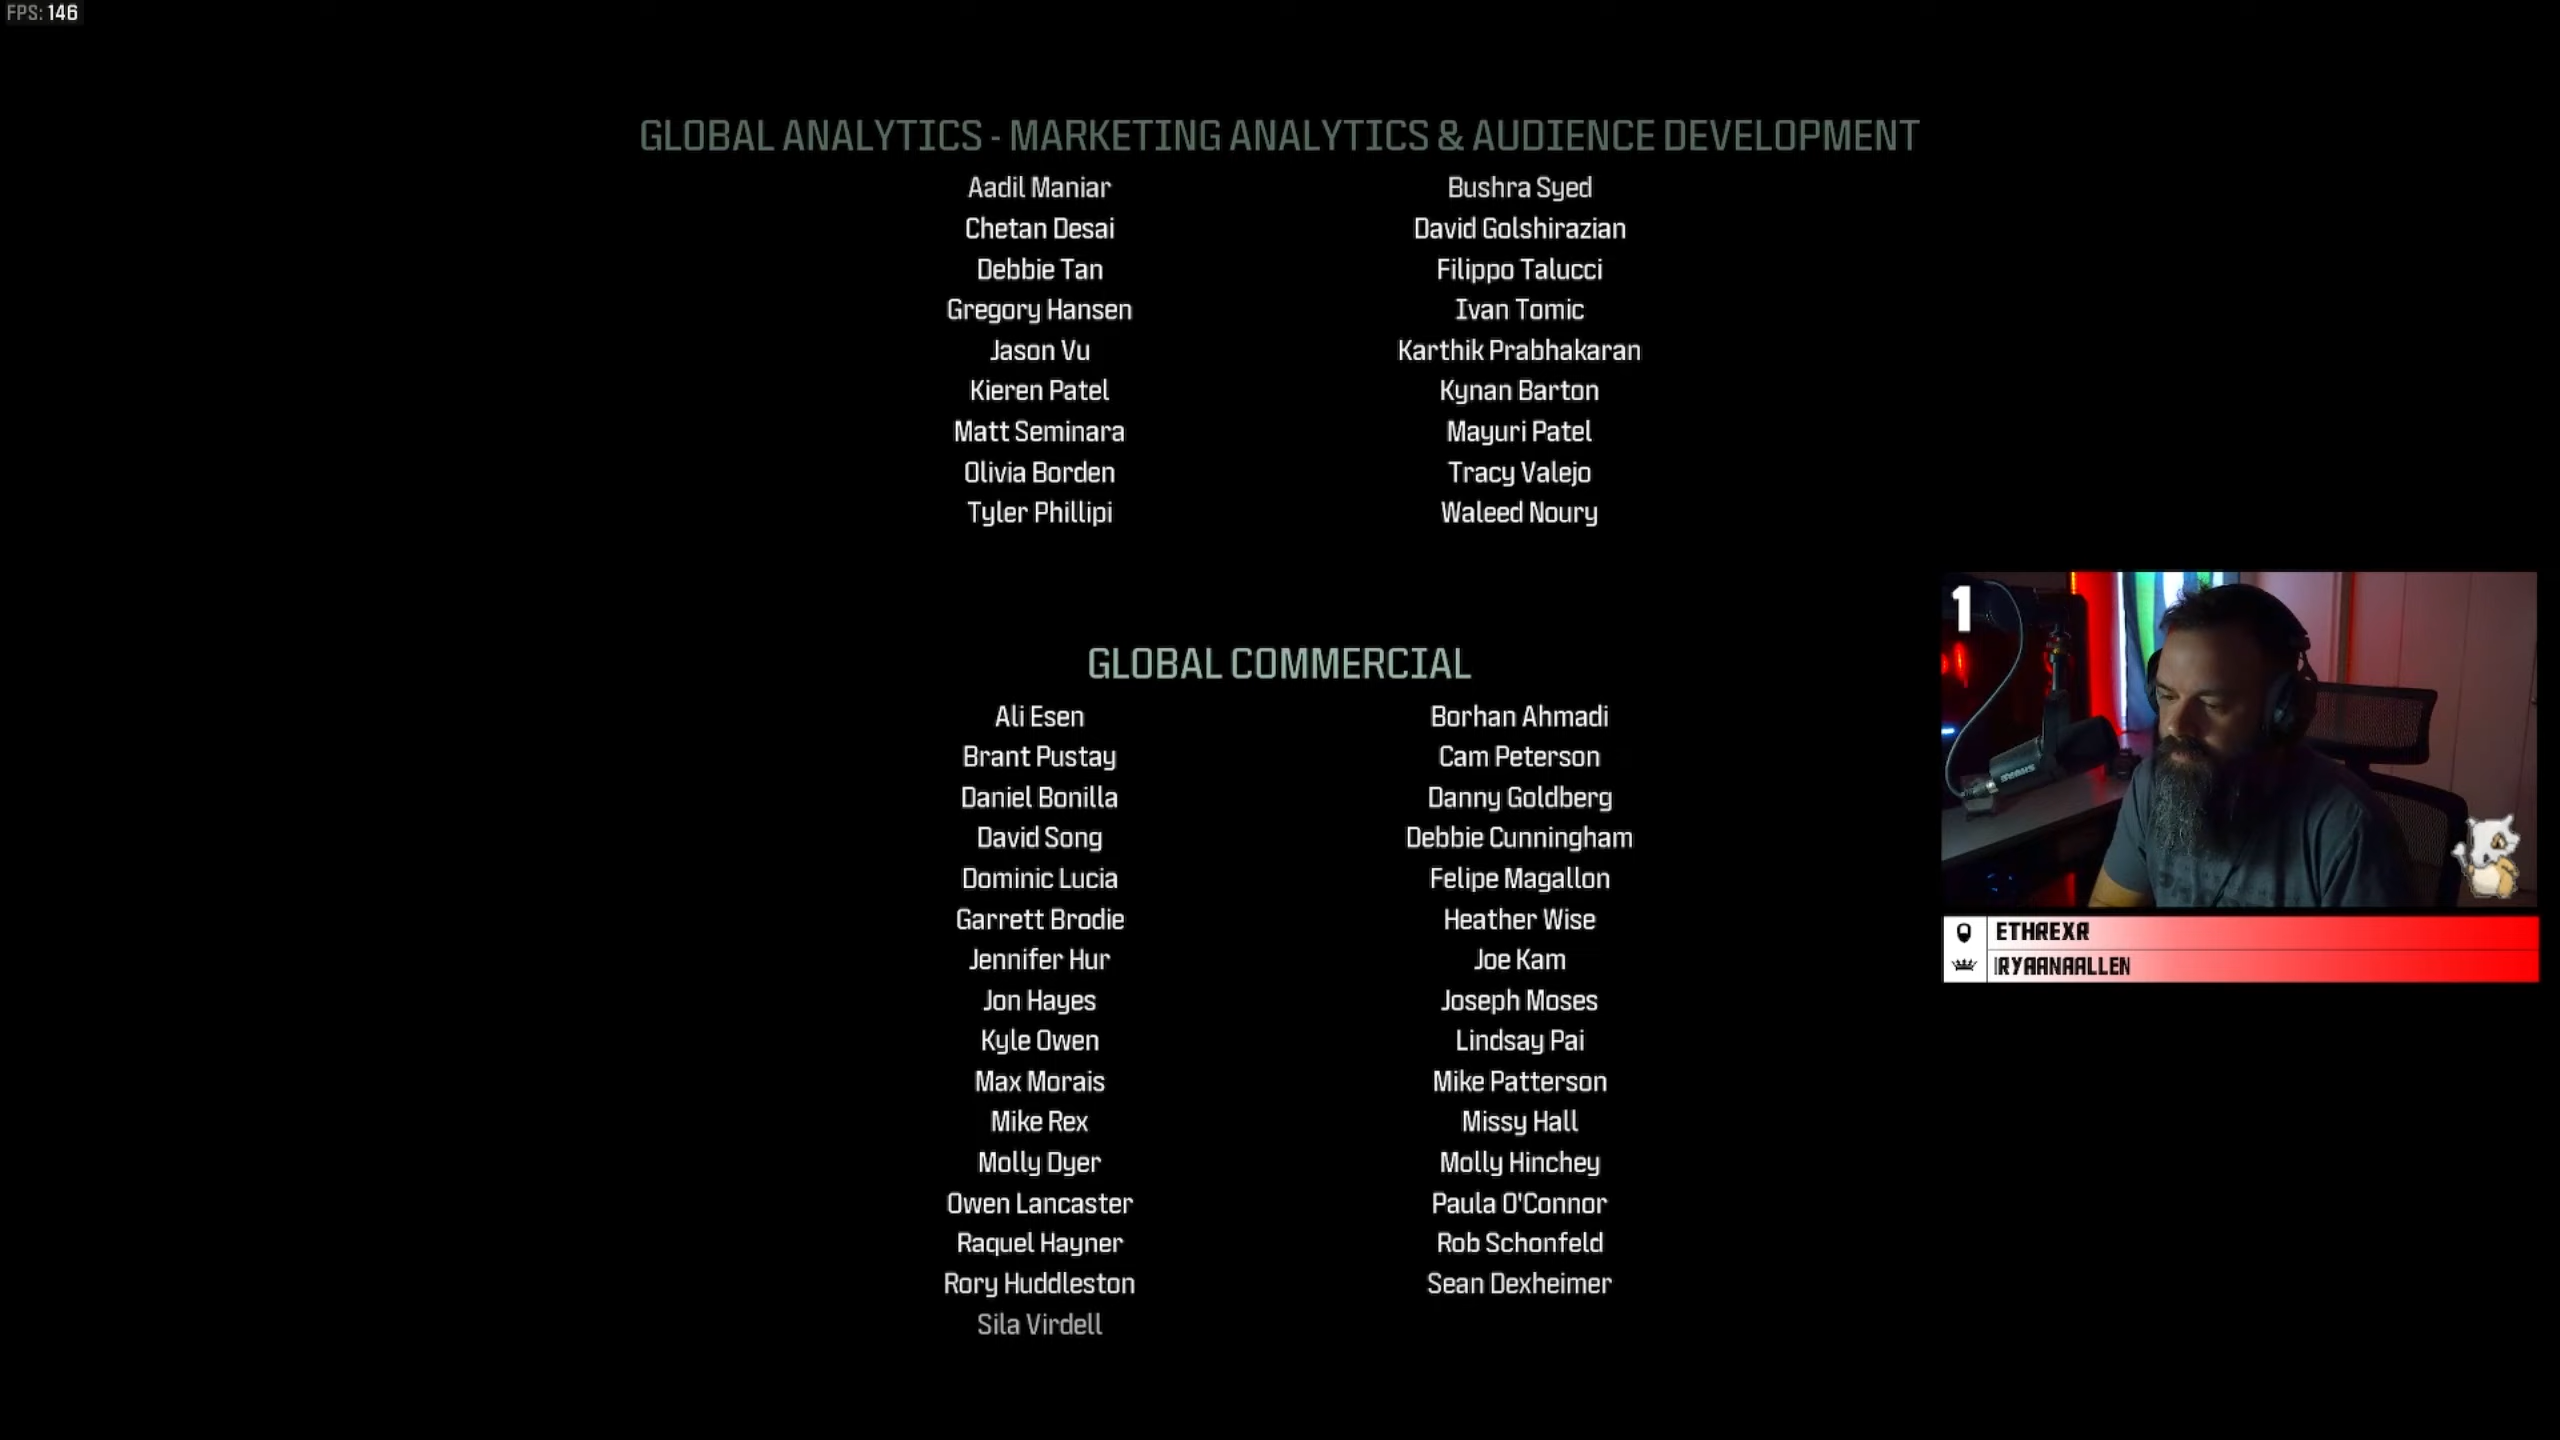 FPS: 146
GLOBAL ANALYTICS - MARKETING ANALYTICS & AUDIENCE DEVELOPMENT
Aadil Maniar Bushra Syed
Chetan Desai David Golshirazian
Debbie Tan Filippo Talucci
Gregory Hansen Ivan Tomic
Jason Vu Karthik Prabhakaran
Kieren Patel Kynan Barton
Matt Seminara Mayuri Patel
Olivia Borden Tracy Valejo
Tyler Phillipi Waleed Noury
GLOBAL COMMERCIAL
Ali Esen Borhan Ahmadi
Brant Pustay Cam Peterson
Daniel Bonilla Danny Goldberg
David Song Debbie Cunningham
Dominic Lucia Felipe Magallon
Garrett Brodie Heather Wise
Jennifer Hur Joe Kam
Jon Hayes Joseph Moses
Kyle Owen Lindsay Pai
Max Morais Mike Patterson
Mike Rex Missy Hall
Molly Dyer Molly Hinchey
Owen Lancaster Paula O'Connor
Raquel Hayner Rob Schonfeld
Rory Huddleston Sean Dexheimer
Sila Virdell
1
SHURE
ETHREXR
IRYAANAALLEN